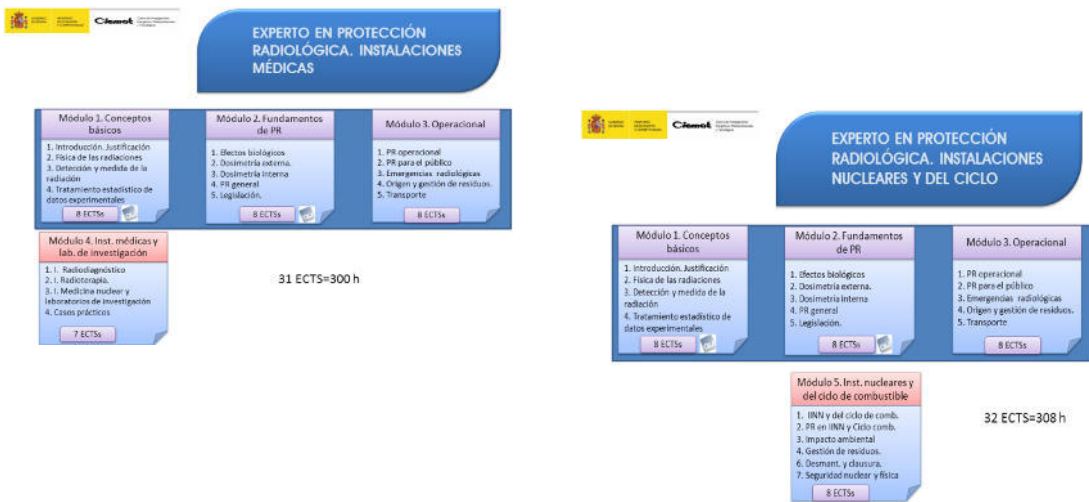 Ciemat
EXPERTO EN PROTECCIÓN
RADIOLÓGICA. INSTALACIONES
MÉDICAS
Módulo 1. Conceptos
básicos
1. Introducción. Justificación
2. Física de las radiaciones
3. Detección y medida de la
radiación
4. Tratamiento estadístico de
datos experimentales
8 ECTSs
Módulo 2. Fundamentos
de PR
1. Efectos biológicos
2. Dosimetría externa.
3. Dosimetría interna
4. PR general
5. Legislación.
8 ECTSs
Módulo 3. Operacional
1. PR operacional
2. PR para el público
3. Emergencias radiológicas
4. Origen y gestión de residuos.
5. Transporte
8 ECTSs
Módulo 4. Inst. médicas y
lab. de investigación
1. I. Radiodiagnóstico
2. I. Radioterapia.
3. I. Medicina nuclear y
laboratorios de investigación
4. Casos prácticos
7 ECTSs
31 ECTS=300 h
Ciemat
EXPERTO EN PROTECCIÓN
RADIOLÓGICA. INSTALACIONES
NUCLEARES Y DEL CICLO
Módulo 1. Conceptos
básicos
1. Introducción. Justificación
2. Física de las radiaciones
3. Detección y medida de la
radiación
4. Tratamiento estadístico de
datos experimentales
8 ECTSs
Módulo 2. Fundamentos
de PR
1. Efectos biológicos
2. Dosimetría externa.
3. Dosimetría interna
4. PR general
5. Legislación.
8 ECTSs
Módulo 3. Operacional
1. PR operacional
2. PR para el público
3. Emergencias radiológicas
4. Origen y gestión de residuos.
5. Transporte
8 ECTSs
Módulo 5. Inst. nucleares y
del ciclo de combustible
1. IINN y del ciclo de comb.
2. PR en IINN y Ciclo comb.
3. Impacto ambiental
4. Gestión de residuos.
6. Desmant. y clausura.
7. Seguridad nuclear y física
8 ECTSs
32 ECTS=308 h